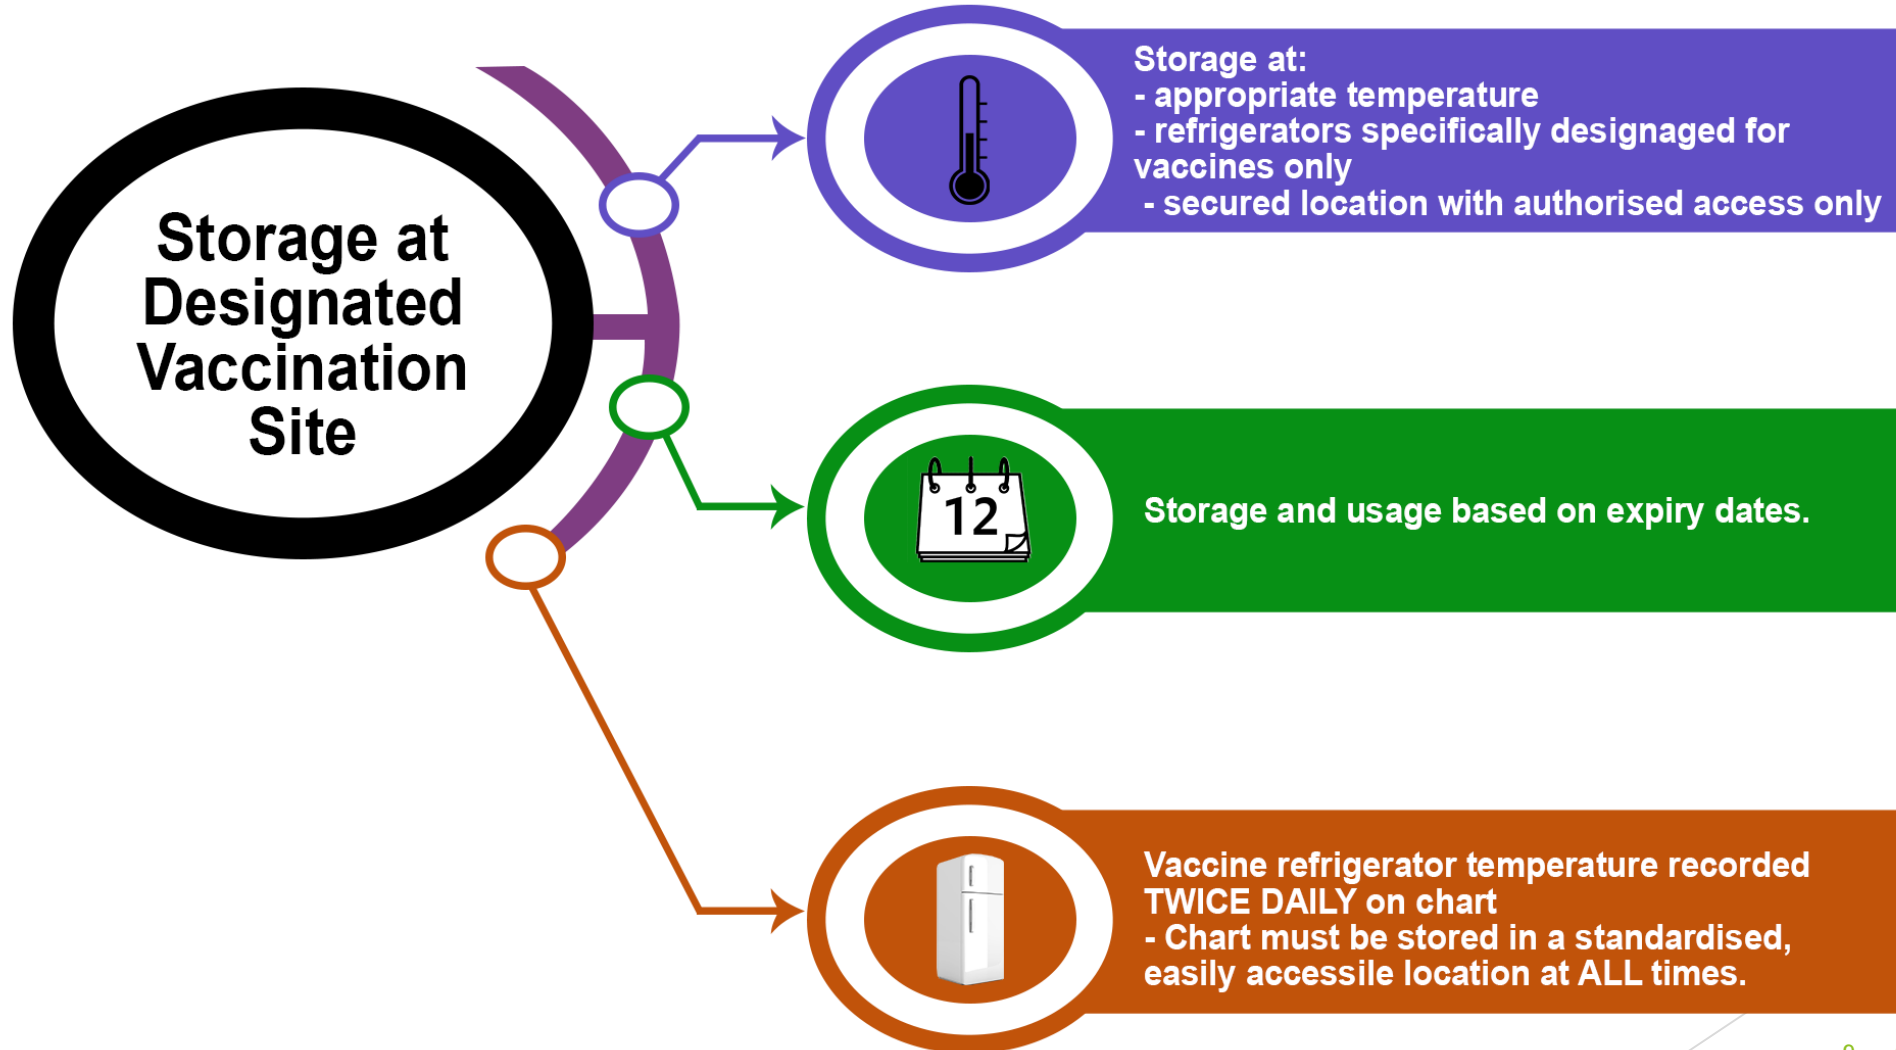 Storage at
Designated
Vaccination
Site
Storage at:
- appropriate temperature
- refrigerators specifically designaged for
vaccines only
- secured location with authorised access only
12
Storage and usage based on expiry dates.
Vaccine refrigerator temperature recorded
TWICE DAILY on chart
- Chart must be stored in a standardised,
easily accessile location at ALL times.